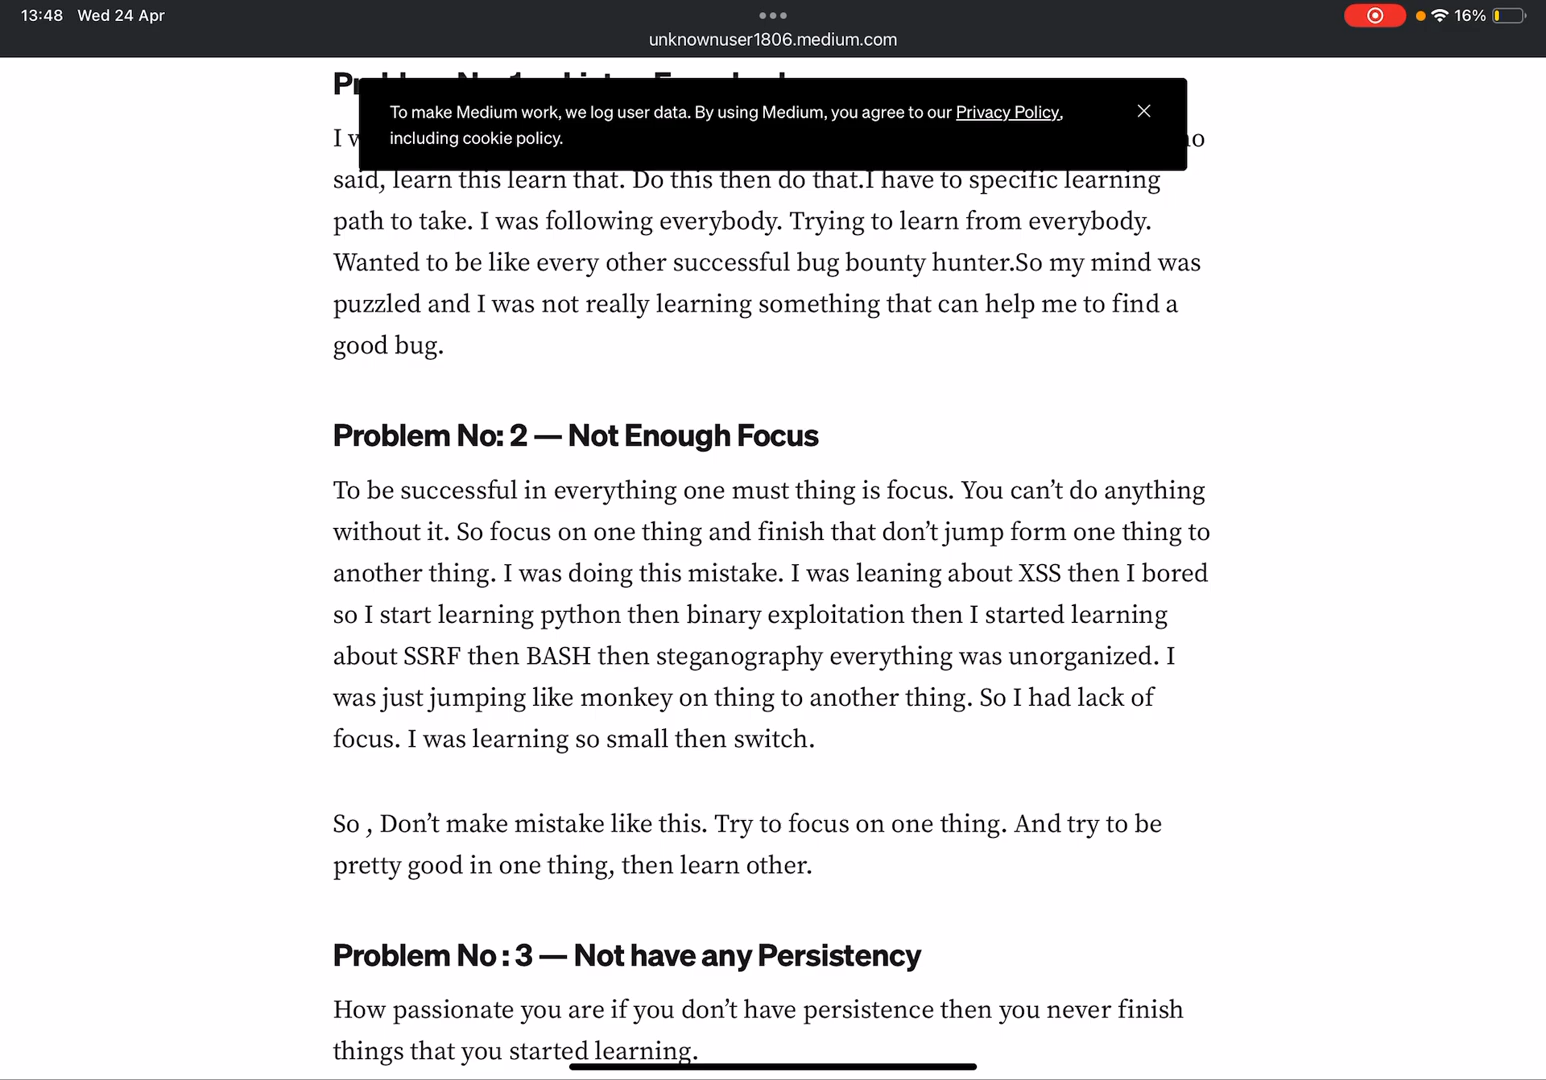 13:48 Wed 24 Apr
16%
unknownuser1806.medium.com
To make Medium work, we log user data. By using Medium, you agree to our Privacy Policy,
including cookie policy.
I
said, learn this learn that. Do this then do that.I have to specific learning
path to take. I was following everybody. Trying to learn from everybody.
Wanted to be like every other successful bug bounty hunter.So my mind was
puzzled and I was not really learning something that can help me to find a
good bug.
Problem No: 2 — Not Enough Focus
To be successful in everything one must thing is focus. You can’t do anything
without it. So focus on one thing and finish that don’t jump form one thing to
another thing. I was doing this mistake. I was leaning about XSS then I bored
so I start learning python then binary exploitation then I started learning
about SSRF then BASH then steganography everything was unorganized. I
was just jumping like monkey on thing to another thing. So I had lack of
focus. I was learning so small then switch.
So , Don’t make mistake like this. Try to focus on one thing. And try to be
pretty good in one thing, then learn other.
Problem No : 3 — Not have any Persistency
How passionate you are if you don’t have persistence then you never finish
things that you started learning.